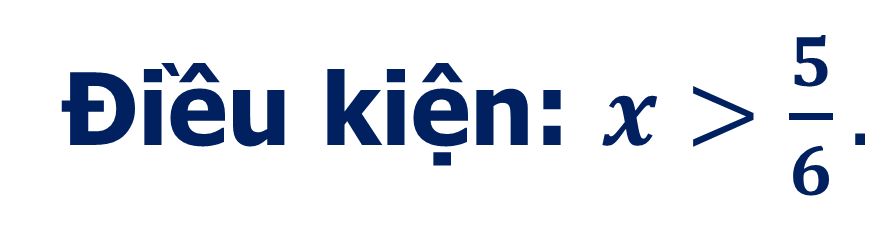 Điều kiện: x > 5/6 .